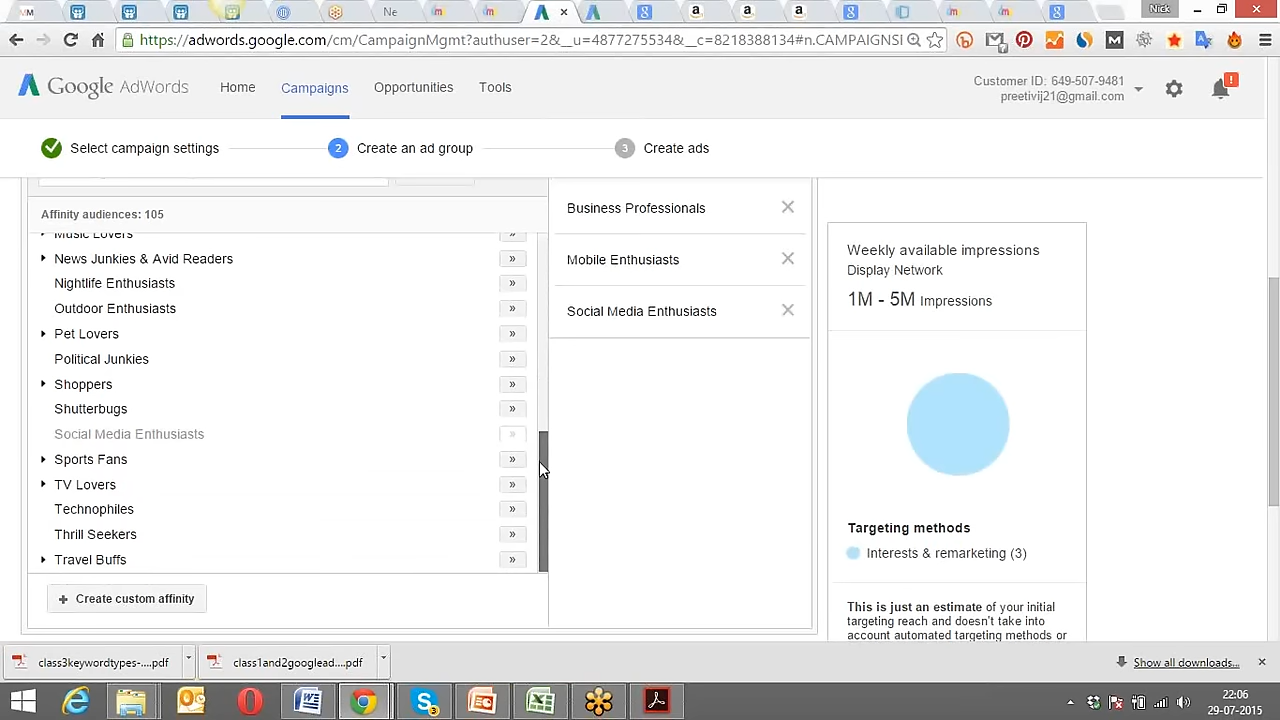 Ne
Nick
https://adwords.google.com/cm/CampaignMgmt?authuser=2&__u=4877275534&__c=8218388134#n.CAMPAIGNSI
Google AdWords
Home
Campaigns
Opportunities
Tools
Customer ID: 649-507-9481
preetivij21@gmail.com
!
Select campaign settings
2 Create an ad group
3 Create ads
Affinity audiences: 105
Music Lovers »
News Junkies & Avid Readers »
Nightlife Enthusiasts »
Outdoor Enthusiasts »
Pet Lovers »
Political Junkies »
Shoppers »
Shutterbugs »
Social Media Enthusiasts »
Sports Fans »
TV Lovers »
Technophiles »
Thrill Seekers »
Travel Buffs »
+ Create custom affinity
Business Professionals
Mobile Enthusiasts
Social Media Enthusiasts
Weekly available impressions
Display Network
1M - 5M Impressions
Targeting methods
Interests & remarketing (3)
This is just an estimate of your initial
targeting reach and doesn't take into
account automated targeting methods or
class3keywordtypes-....pdf
class1and2googlead....pdf
Show all downloads...
22:06
29-07-2015